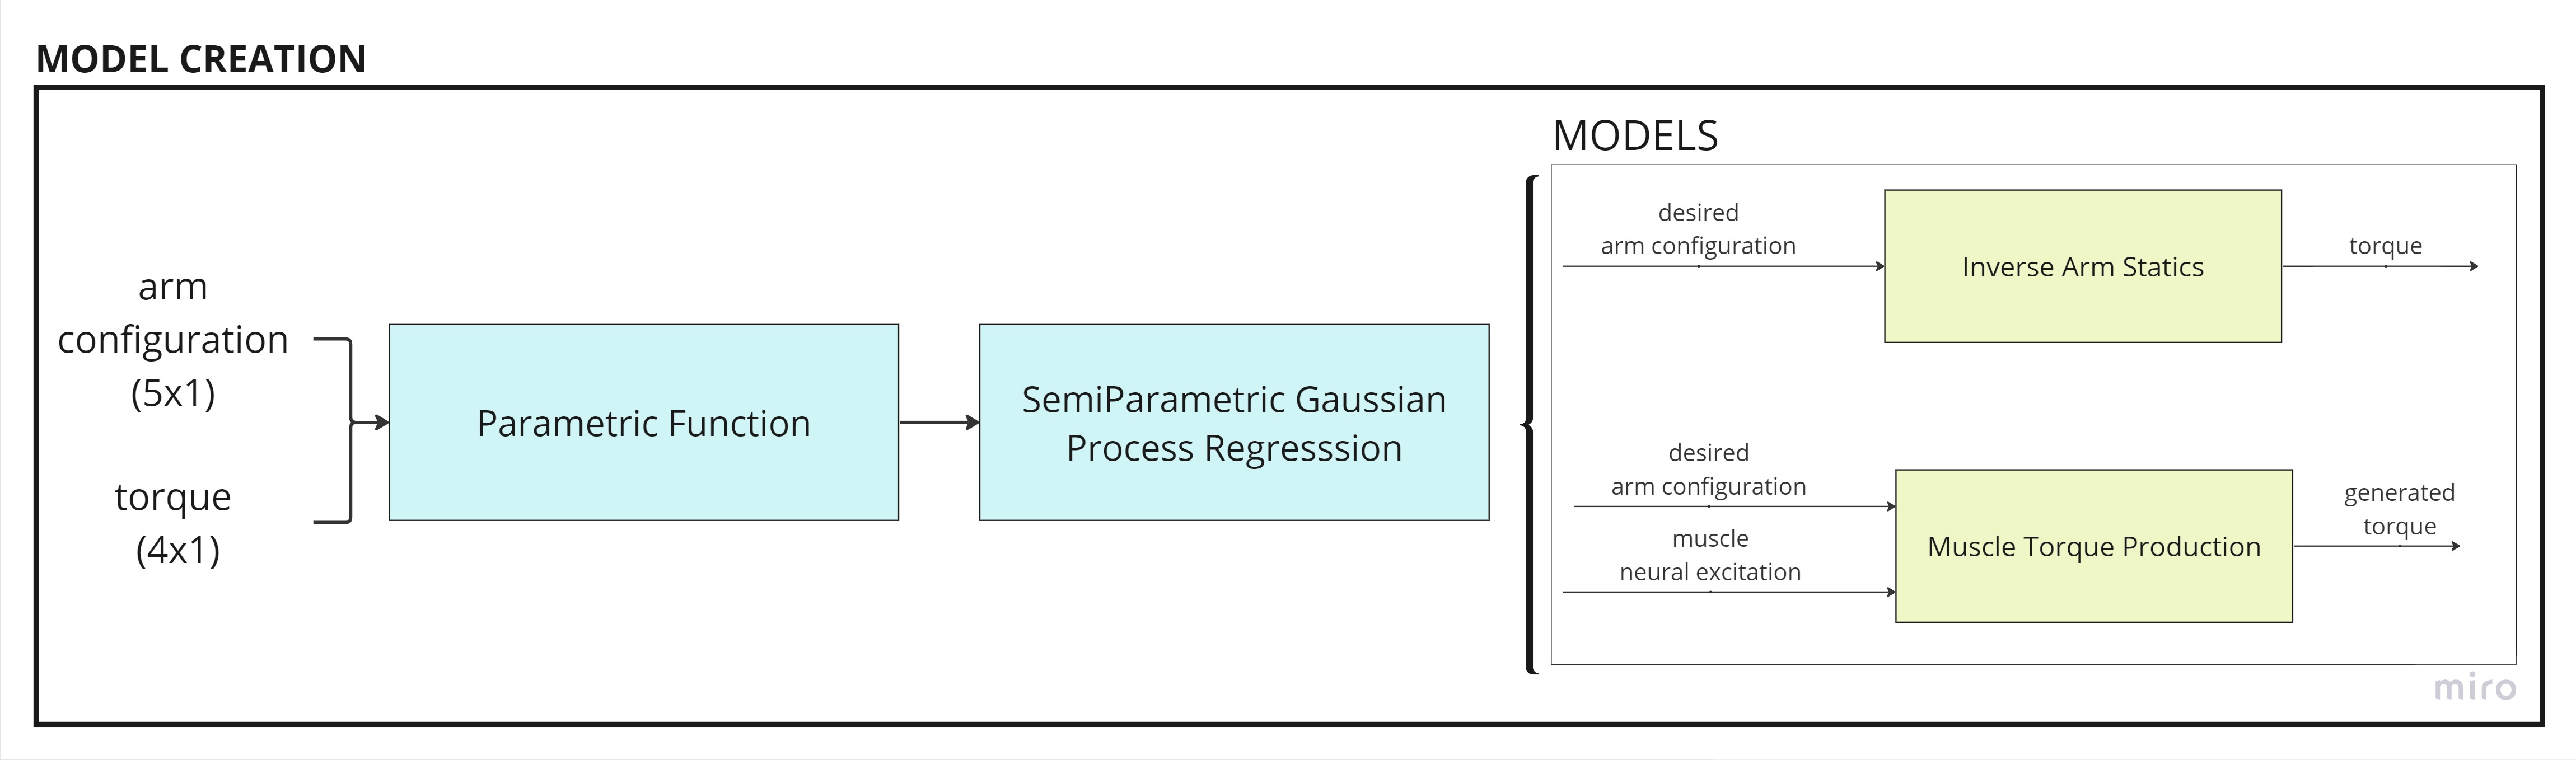 MODEL CREATION
arm
configuration
(5x1)
torque
(4x1)
Parametric Function
SemiParametric Gaussian
Process Regresssion
MODELS
desired
arm configuration
Inverse Arm Statics
torque
desired
arm configuration
muscle
neural excitation
Muscle Torque Production
generated
torque
miro